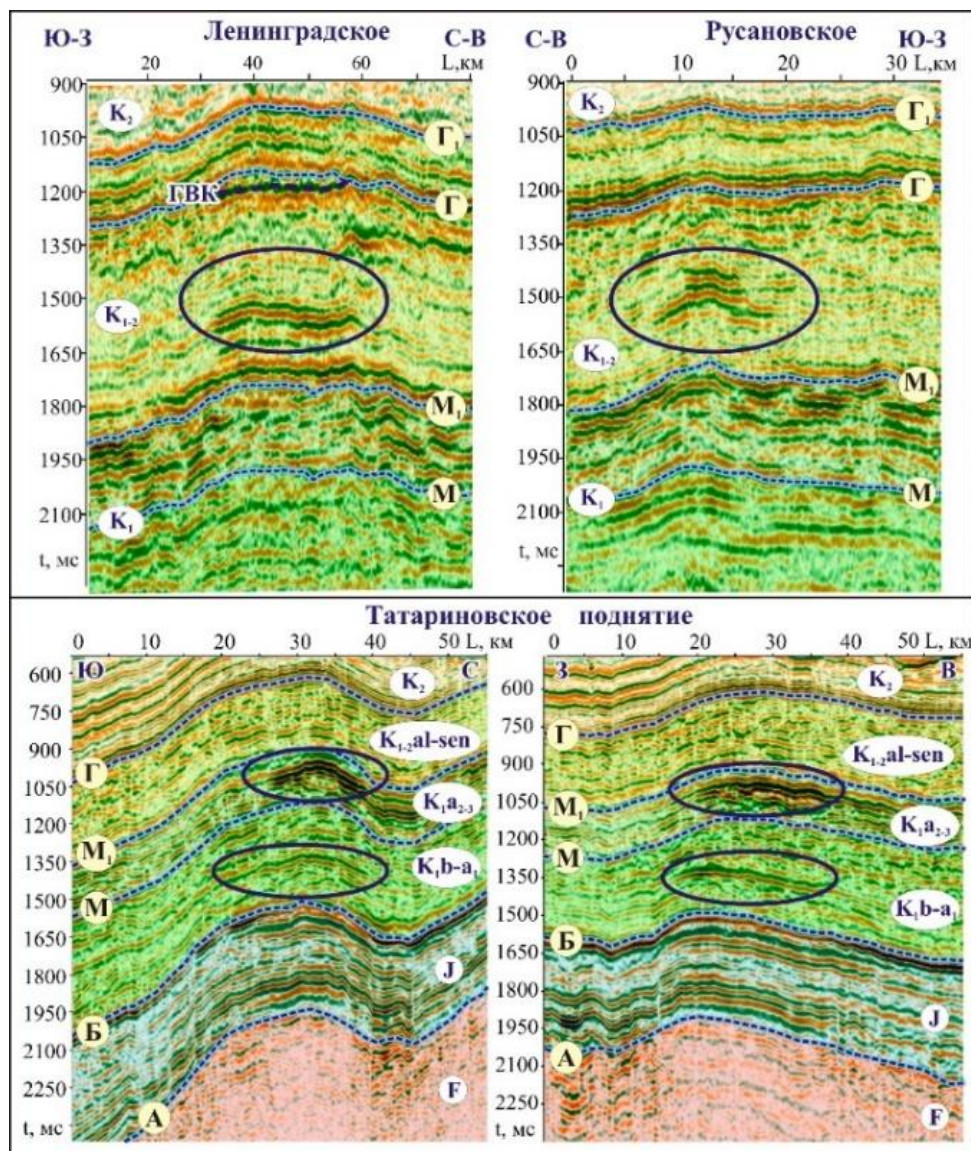 Ленинградское
Ю-З С-В
20 40 60 L,км
900
1050
1200
1350
1500
1650
1800
1950
2100
t, мс
K₂
Г₁
ГВК
Г
K₁₋₂
М₁
М
K₁
Русановское
С-В Ю-З
0 10 20 30 L,км
900
1050
1200
1350
1500
1650
1800
1950
2100
t, мс
K₂
Г₁
Г
K₁₋₂
М₁
K₁
М
Татариновское поднятие
0 10 20 30 40 50 L, км
Ю С
600
750
900
1050
1200
1350
1500
1650
1800
1950
2100
2250
t, мс
K₂
K₁₋₂al-sen
Г
K₁a₂₋₃
М₁
K₁b-a₁
М
J
Б
F
А
0 10 20 30 40 50 L, км
З В
600
750
900
1050
1200
1350
1500
1650
1800
1950
2100
2250
t, мс
K₂
Г
K₁₋₂al-sen
М₁
K₁a₂₋₃
М
K₁b-a₁
Б
J
А
F